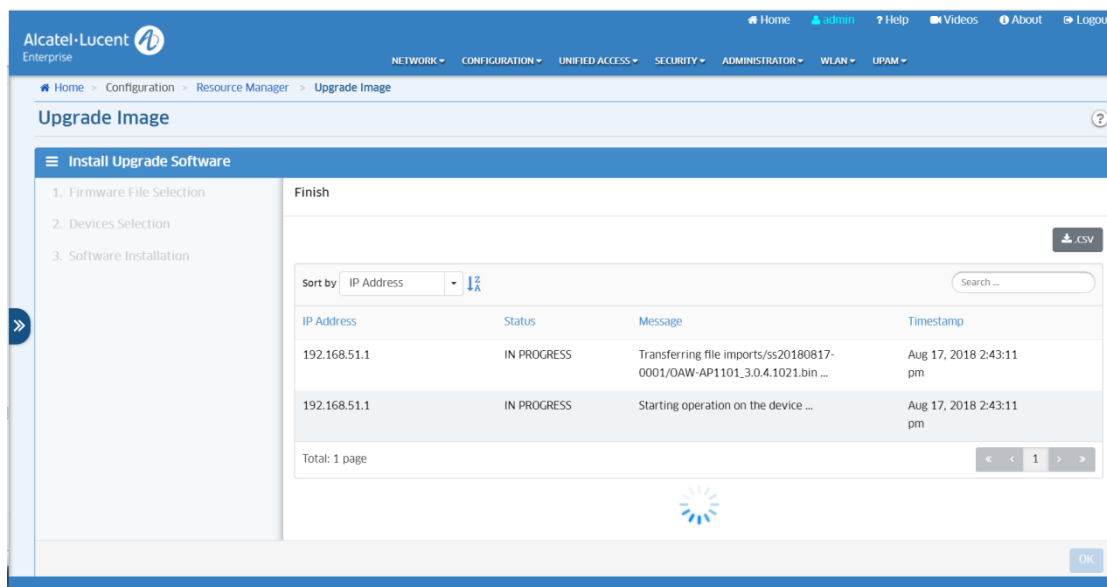 Home admin ? Help Videos About Logou
Alcatel·Lucent
Enterprise
NETWORK CONFIGURATION UNIFIED ACCESS SECURITY ADMINISTRATOR WLAN UPAM
Home > Configuration > Resource Manager > Upgrade Image
Upgrade Image
?
Install Upgrade Software
1. Firmware File Selection
2. Devices Selection
3. Software Installation
Finish
.csv
Sort by IP Address
Search ...
IP Address Status Message Timestamp
192.168.51.1 IN PROGRESS Transferring file imports/ss20180817- Aug 17, 2018 2:43:11
0001/OAW-AP1101_3.0.4.1021.bin ... pm
192.168.51.1 IN PROGRESS Starting operation on the device ... Aug 17, 2018 2:43:11
pm
Total: 1 page
« ‹ 1 › »
OK